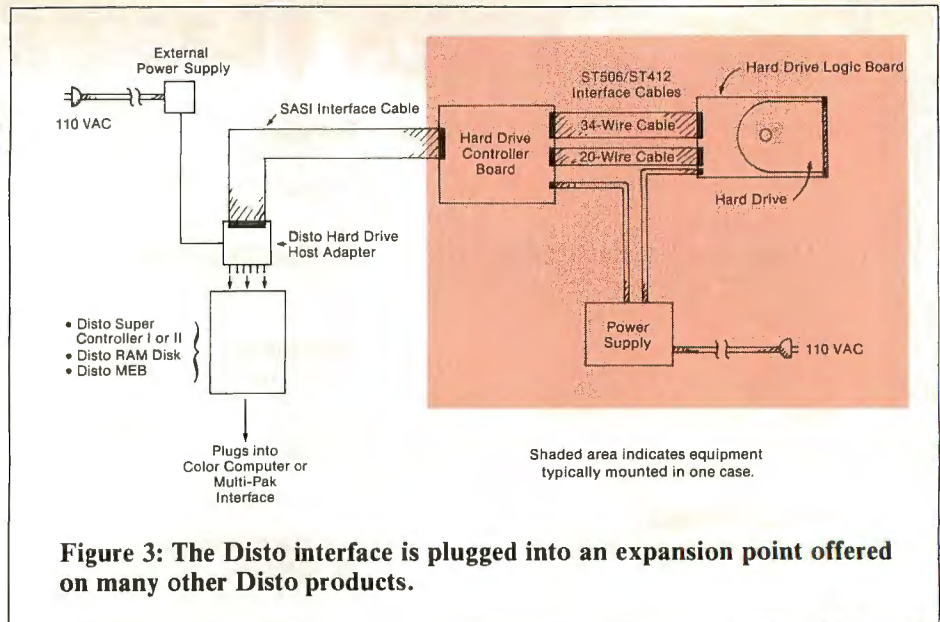 External
Power Supply
110 VAC
SASI Interface Cable
ST506/ST412
Interface Cables
Hard Drive Logic Board
34-Wire Cable
20-Wire Cable
Hard Drive
Controller
Board
Hard Drive
Disto Hard Drive
Host Adapter
• Disto Super
Controller I or II
• Disto RAM Disk
• Disto MEB
Power
Supply
110 VAC
Plugs into
Color Computer or
Multi-Pak
Interface
Shaded area indicates equipment
typically mounted in one case.
Figure 3: The Disto interface is plugged into an expansion point offered
on many other Disto products.